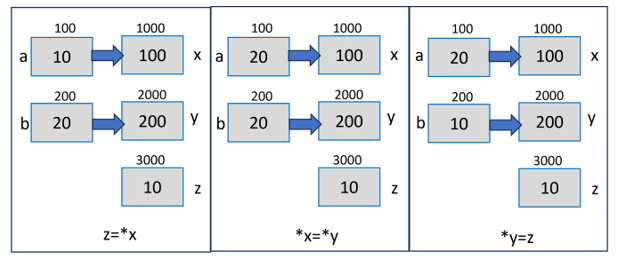 100 1000
a 10 100 x
200 2000
b 20 200 y
3000
10 z
z=*x
100 1000
a 20 100 x
200 2000
b 20 200 y
3000
10 z
*x=*y
100 1000
a 20 100 x
200 2000
b 10 200 y
3000
10 z
*y=z